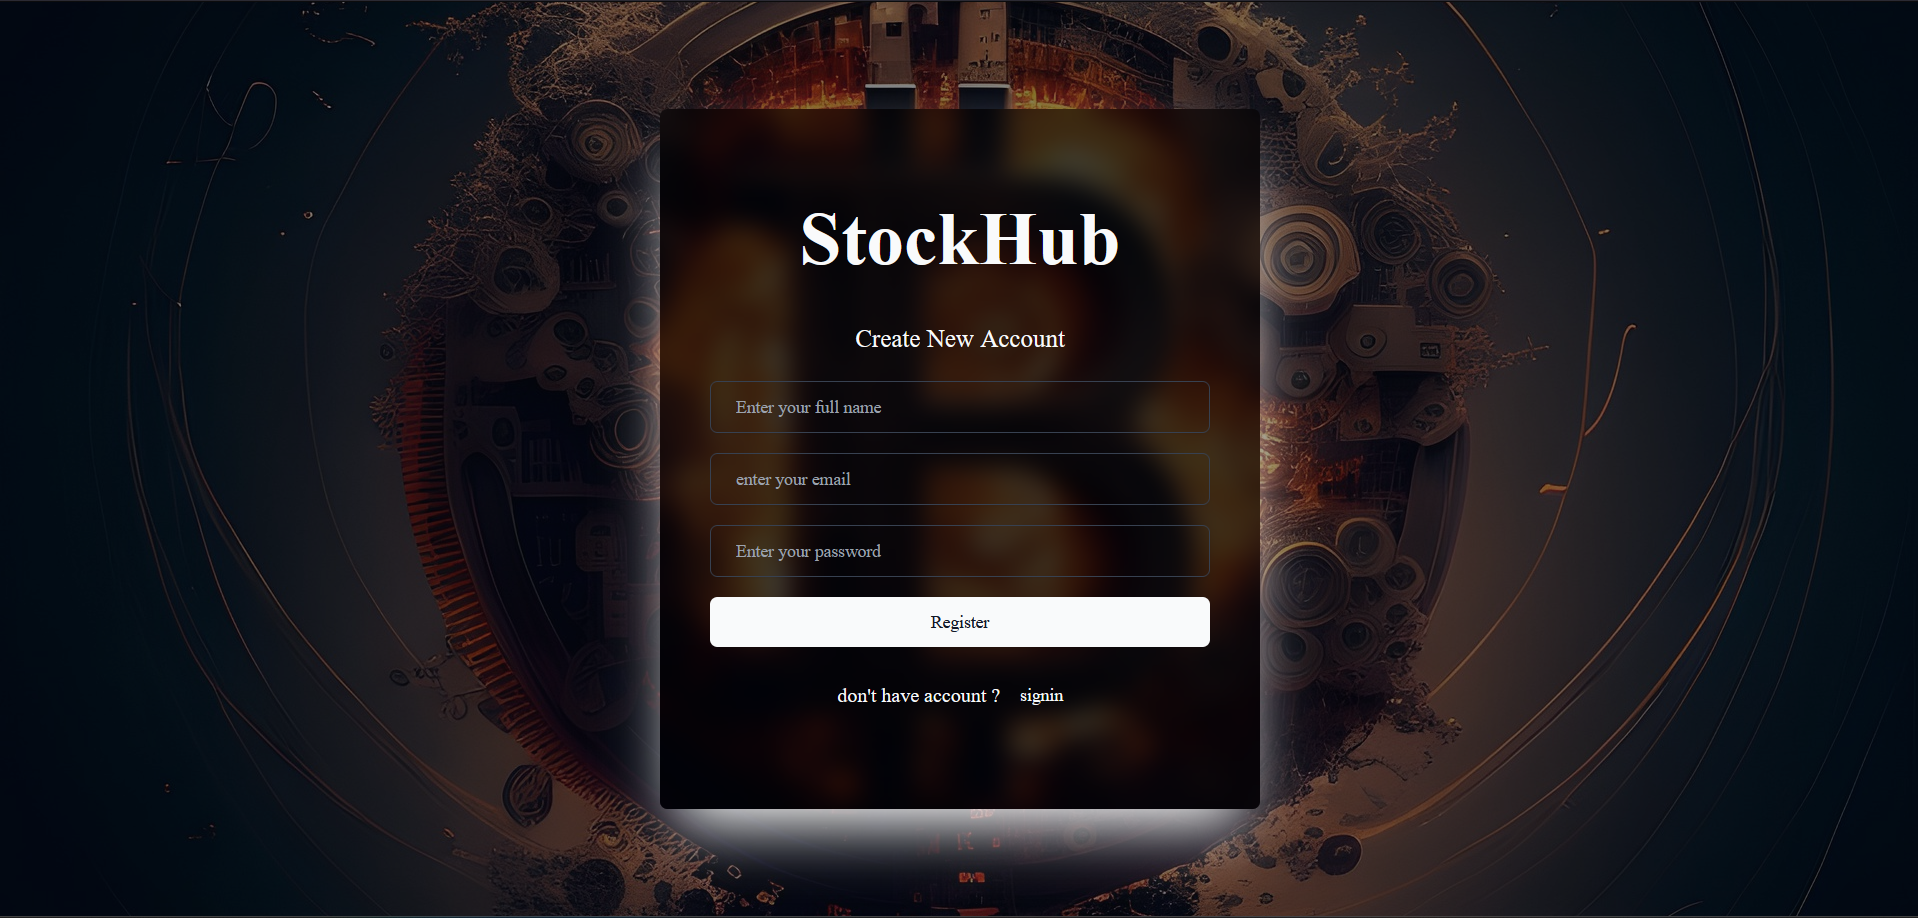 StockHub
Create New Account
Enter your full name
enter your email
Enter your password
Register
don't have account ? signin